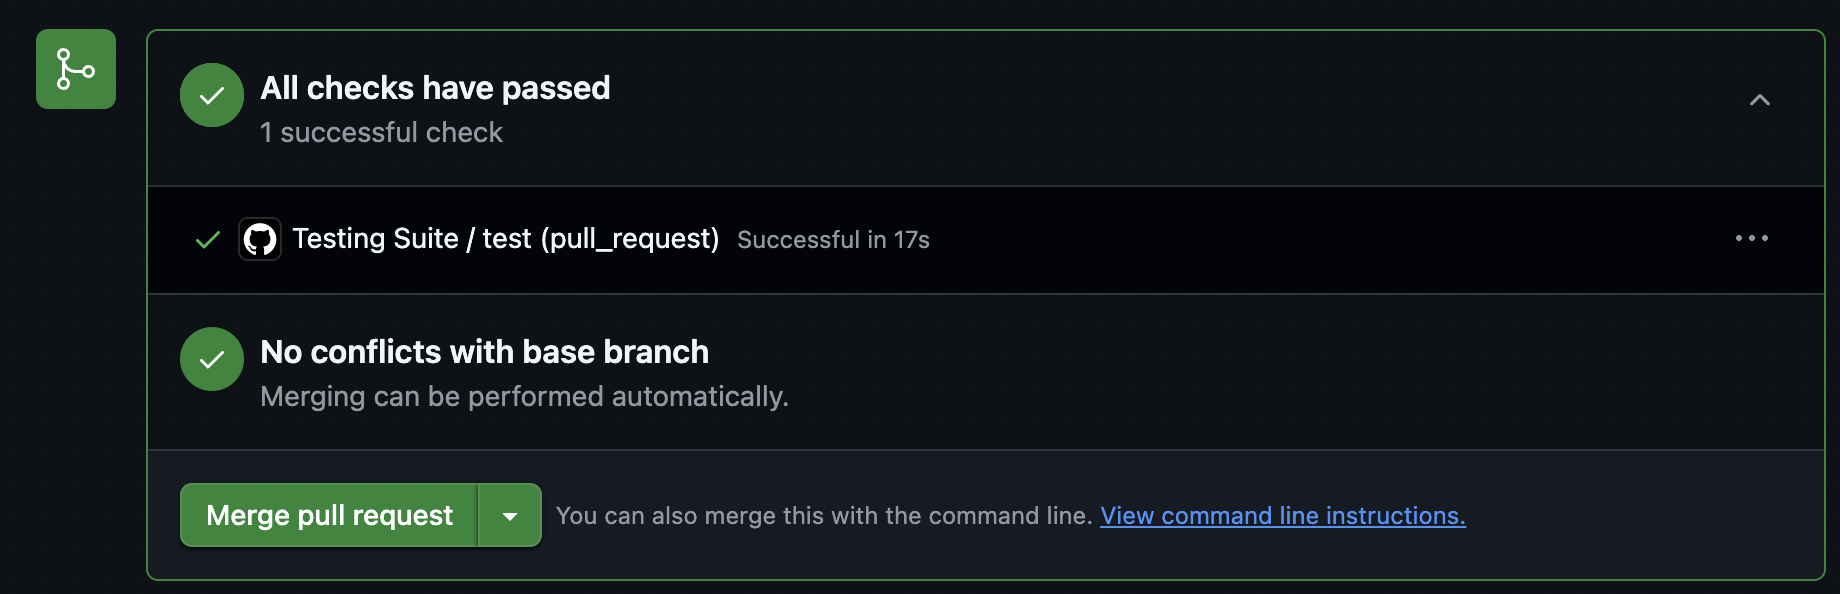 All checks have passed
1 successful check
Testing Suite / test (pull_request) Successful in 17s
No conflicts with base branch
Merging can be performed automatically.
Merge pull request You can also merge this with the command line. View command line instructions.